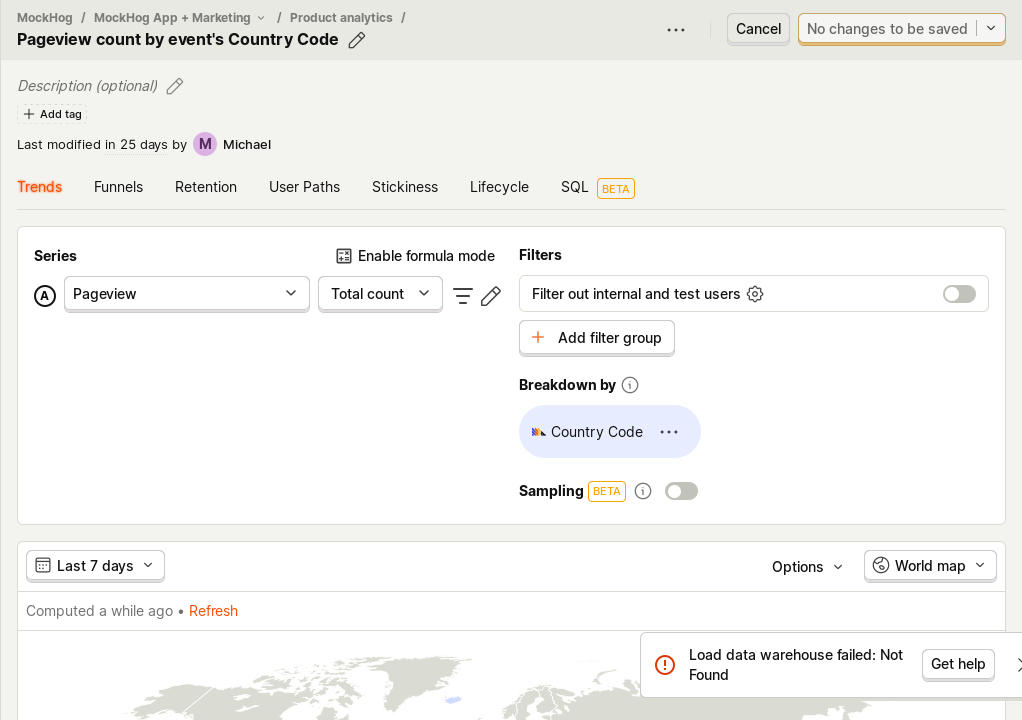 MockHog / MockHog App + Marketing / Product analytics /
Pageview count by event's Country Code
Cancel
No changes to be saved
Description (optional)
Add tag
Last modified in 25 days by M Michael
Trends Funnels Retention User Paths Stickiness Lifecycle SQL BETA
Series
Enable formula mode
A Pageview Total count
Filters
Filter out internal and test users
Add filter group
Breakdown by
Country Code
Sampling BETA
Last 7 days
Options
World map
Computed a while ago • Refresh
Load data warehouse failed: Not
Found
Get help